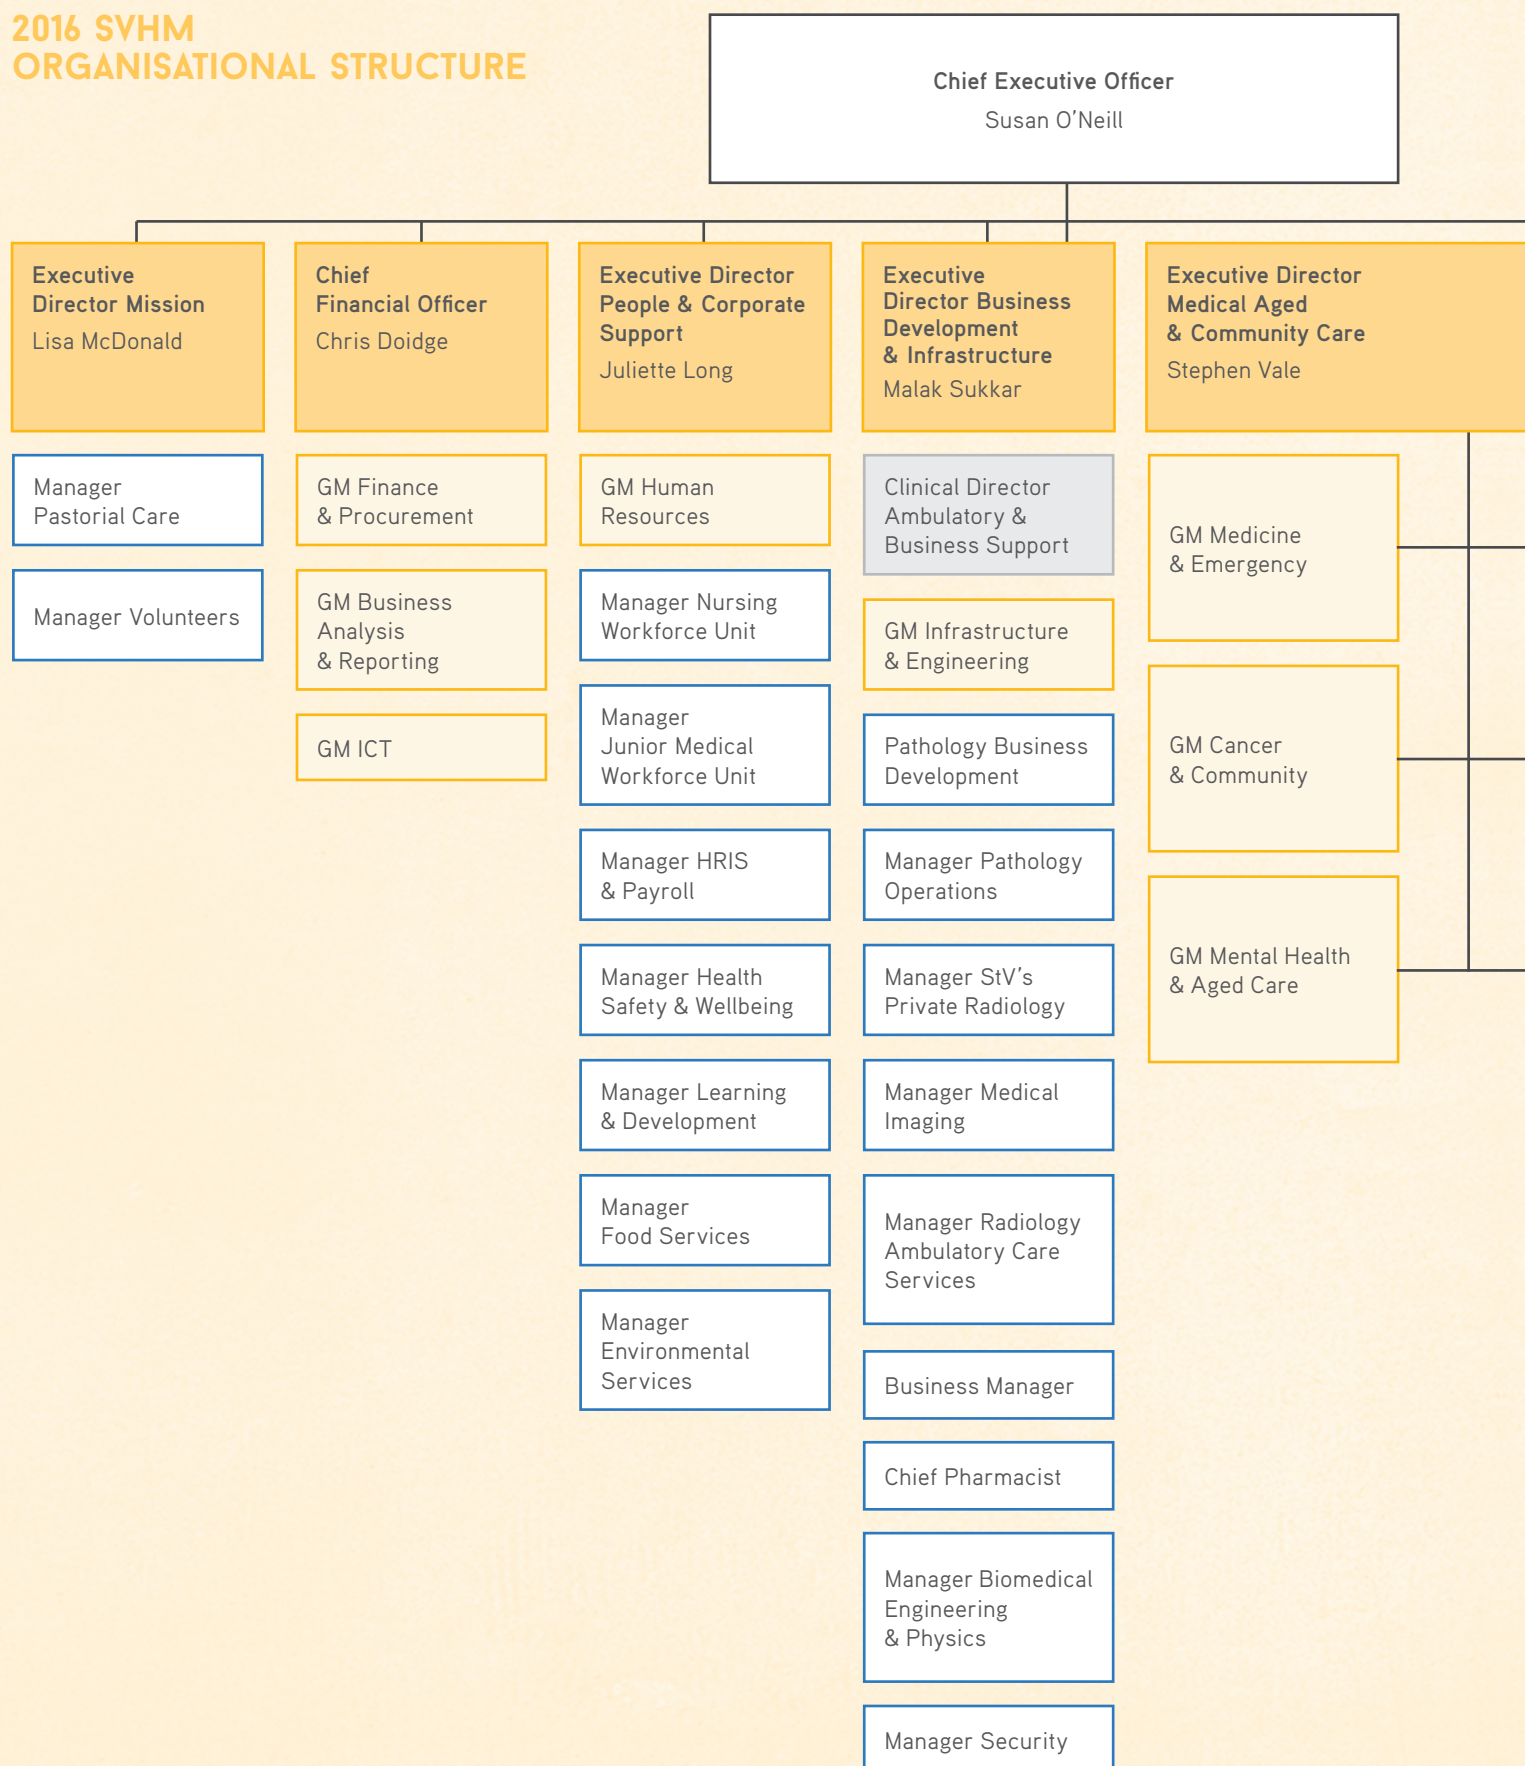 2016 SVHM
ORGANISATIONAL STRUCTURE
Chief Executive Officer
Susan O'Neill
Executive
Director Mission
Lisa McDonald
Manager
Pastorial Care
Manager Volunteers
Chief
Financial Officer
Chris Doidge
GM Finance
& Procurement
GM Business
Analysis
& Reporting
GM ICT
Executive Director
People & Corporate
Support
Juliette Long
GM Human
Resources
Manager Nursing
Workforce Unit
Manager
Junior Medical
Workforce Unit
Manager HRIS
& Payroll
Manager Health
Safety & Wellbeing
Manager Learning
& Development
Manager
Food Services
Manager
Environmental
Services
Executive
Director Business
Development
& Infrastructure
Malak Sukkar
Clinical Director
Ambulatory &
Business Support
GM Infrastructure
& Engineering
Pathology Business
Development
Manager Pathology
Operations
Manager StV's
Private Radiology
Manager Medical
Imaging
Manager Radiology
Ambulatory Care
Services
Business Manager
Chief Pharmacist
Manager Biomedical
Engineering
& Physics
Manager Security
Executive Director
Medical Aged
& Community Care
Stephen Vale
GM Medicine
& Emergency
GM Cancer
& Community
GM Mental Health
& Aged Care